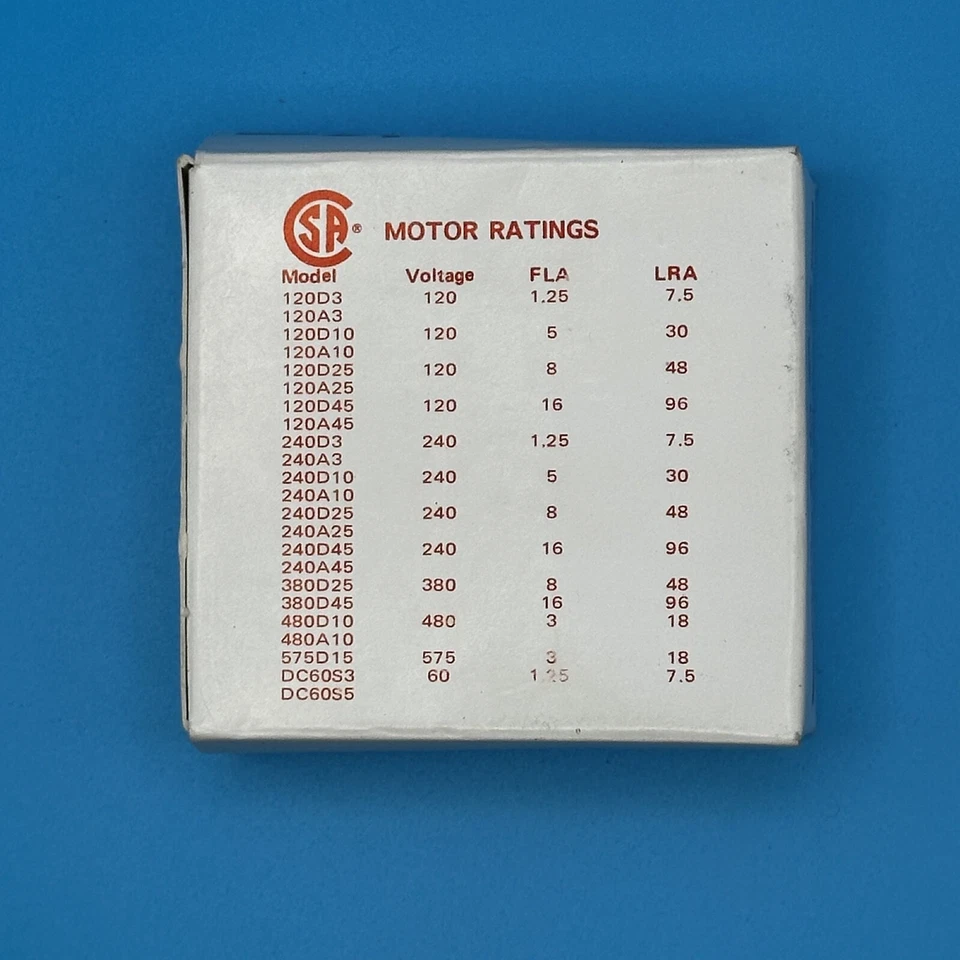 CSA® MOTOR RATINGS
Model Voltage FLA LRA
120D3 120 1.25 7.5
120A3
120D10 120 5 30
120A10
120D25 120 8 48
120A25
120D45 120 16 96
120A45
240D3 240 1.25 7.5
240A3
240D10 240 5 30
240A10
240D25 240 8 48
240A25
240D45 240 16 96
240A45
380D25 380 8 48
380D45 16 96
480D10 480 3 18
480A10
575D15 575 3 18
DC60S3 60 1.25 7.5
DC60S5